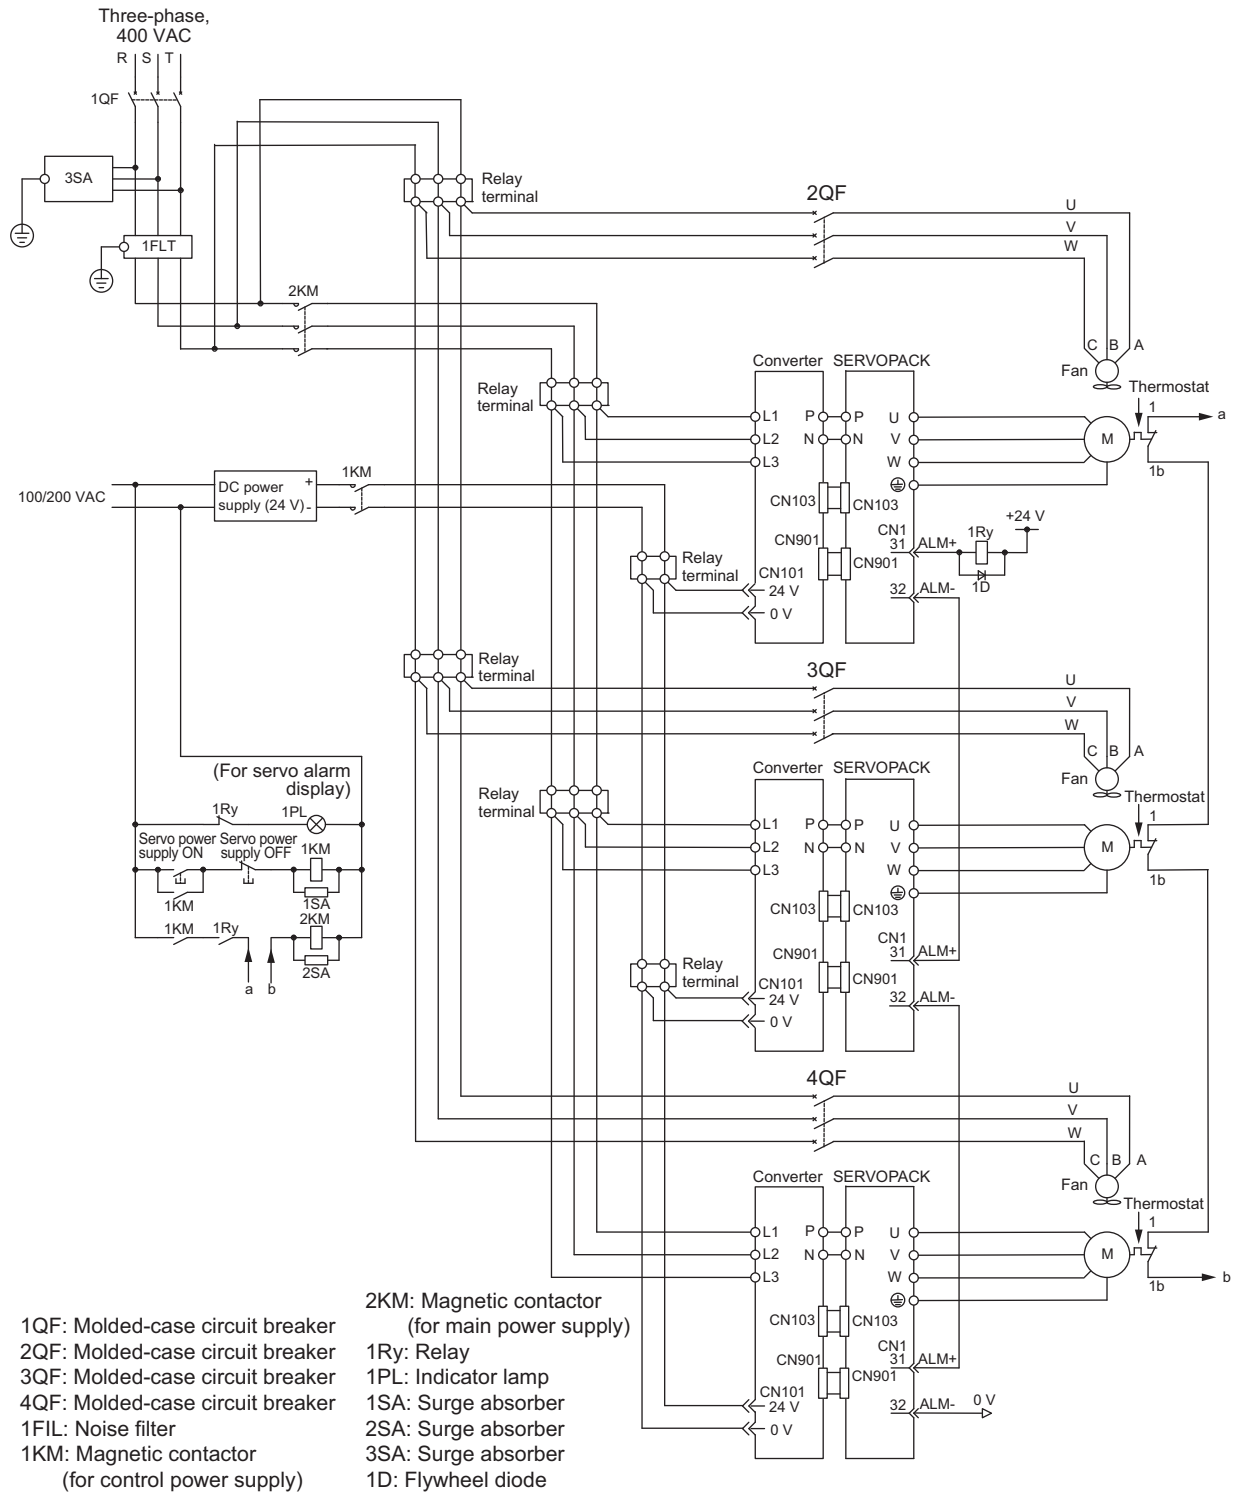 Three-phase,
400 VAC
R S T
1QF
3SA
1FLT
Relay
terminal
2QF
U
V
W
2KM
C B A
Fan
Converter SERVOPACK
Thermostat
Relay
terminal
L1 P P U
L2 N N V
L3 W
M
1
a
1b
1KM
100/200 VAC
DC power +
supply (24 V) -
CN103 CN103
CN901 CN901
CN1
31 ALM+
1Ry
+24 V
1D
32 ALM-
Relay
terminal
CN101
24 V
0 V
Relay
terminal
3QF
U
V
W
C B A
Fan
Converter SERVOPACK
Thermostat
Relay
terminal
L1 P P U
L2 N N V
L3 W
M
1
1b
(For servo alarm
display)
1Ry 1PL
Servo power Servo power
supply ON supply OFF
1KM
1KM 1SA
1KM 1Ry 2KM
2SA
a b
CN103 CN103
CN901 CN901
CN1
31 ALM+
32 ALM-
Relay
terminal
CN101
24 V
0 V
4QF
U
V
W
C B A
Fan
Converter SERVOPACK
Thermostat
L1 P P U
L2 N N V
L3 W
M
1
1b
b
CN103 CN103
CN901 CN901
CN1
31 ALM+
32 ALM- 0 V
CN101
24 V
0 V
1QF: Molded-case circuit breaker
2QF: Molded-case circuit breaker
3QF: Molded-case circuit breaker
4QF: Molded-case circuit breaker
1FIL: Noise filter
1KM: Magnetic contactor
(for control power supply)
2KM: Magnetic contactor
(for main power supply)
1Ry: Relay
1PL: Indicator lamp
1SA: Surge absorber
2SA: Surge absorber
3SA: Surge absorber
1D: Flywheel diode